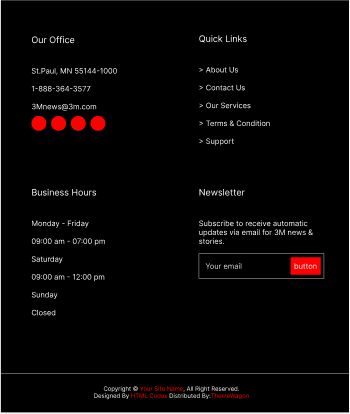 Our Office
St.Paul, MN 55144-1000
1-888-364-3577
3Mnews@3m.com
Quick Links
> About Us
> Contact Us
> Our Services
> Terms & Condition
> Support
Business Hours
Monday - Friday
09:00 am - 07:00 pm
Saturday
09:00 am - 12:00 pm
Sunday
Closed
Newsletter
Subscribe to receive automatic
updates via email for 3M news &
stories.
Your email
button
Copyright © Your Site Name, All Right Reserved.
Designed By HTML Codex Distributed By:ThemeWagon